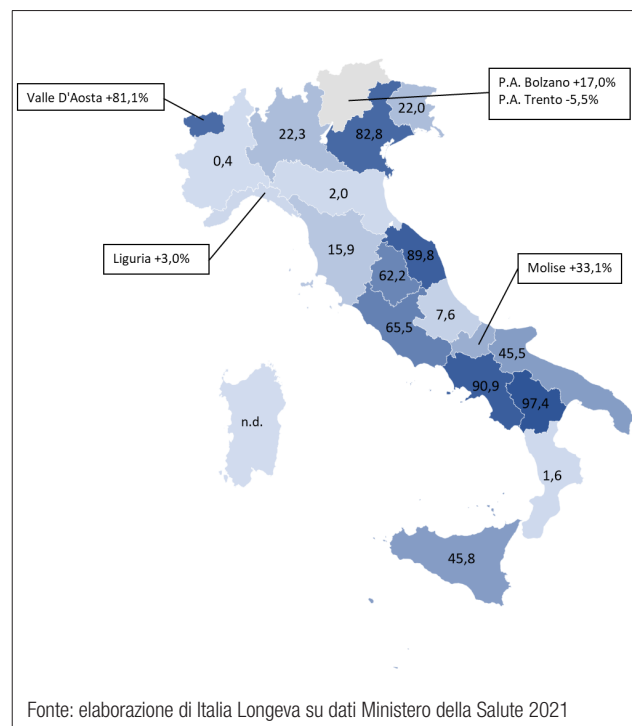 P.A. Bolzano +17,0%
P.A. Trento -5,5%
Valle D'Aosta +81,1%
22,0
82,8
22,3
0,4
2,0
Liguria +3,0%
15,9
89,8
62,2
Molise +33,1%
7,6
65,5
45,5
90,9
97,4
n.d.
1,6
45,8
Fonte: elaborazione di Italia Longeva su dati Ministero della Salute 2021